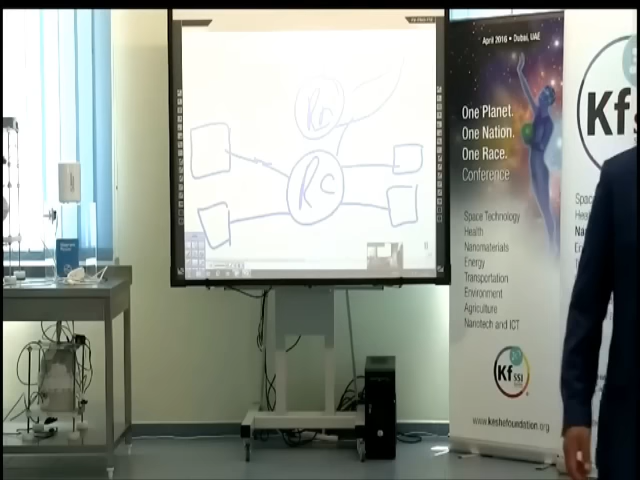 RC
April 2016 • Dubai, UAE
One Planet.
One Nation.
One Race.
Conference
Space Technology
Health
Nanomaterials
Energy
Transportation
Environment
Agriculture
Nanotech and ICT
Kf SSI
www.keshefoundation.org
Kf